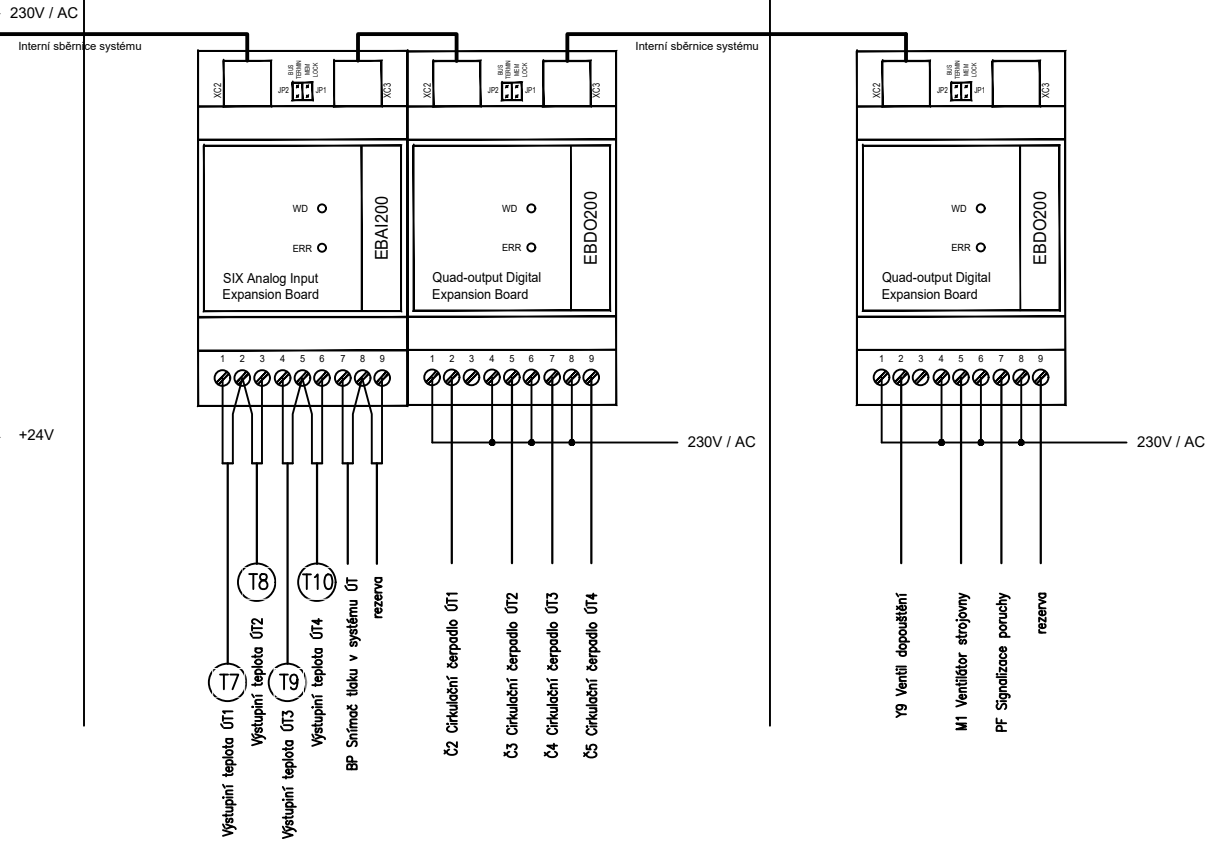 230V / AC
Interní sběrnice systému
Interní sběrnice systému
XC2
BUS
TERMIN
MEM
LOCK
JP2
JP1
XC3
XC2
BUS
TERMIN
MEM
LOCK
JP2
JP1
XC3
XC2
BUS
TERMIN
MEM
LOCK
JP2
JP1
XC3
WD
ERR
EBAI200
SIX Analog Input
Expansion Board
WD
ERR
EBDO200
Quad-output Digital
Expansion Board
WD
ERR
EBDO200
Quad-output Digital
Expansion Board
1 2 3 4 5 6 7 8 9
1 2 3 4 5 6 7 8 9
1 2 3 4 5 6 7 8 9
+24V
230V / AC
230V / AC
T7
Výstupiní teplota ÚT1
T8
Výstupiní teplota ÚT2
T9
Výstupiní teplota ÚT3
T10
Výstupiní teplota ÚT4
BP Snímač tlaku v systému ÚT
rezerva
Č2 Cirkulační čerpadlo ÚT1
Č3 Cirkulační čerpadlo ÚT2
Č4 Cirkulační čerpadlo ÚT3
Č5 Cirkulační čerpadlo ÚT4
Y9 Ventil dopouštění
M1 Ventilátor strojovny
PF Signalizace poruchy
rezerva